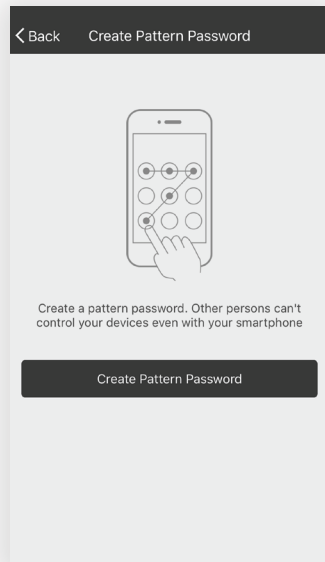 Back Create Pattern Password
Create a pattern password. Other persons can't
control your devices even with your smartphone
Create Pattern Password